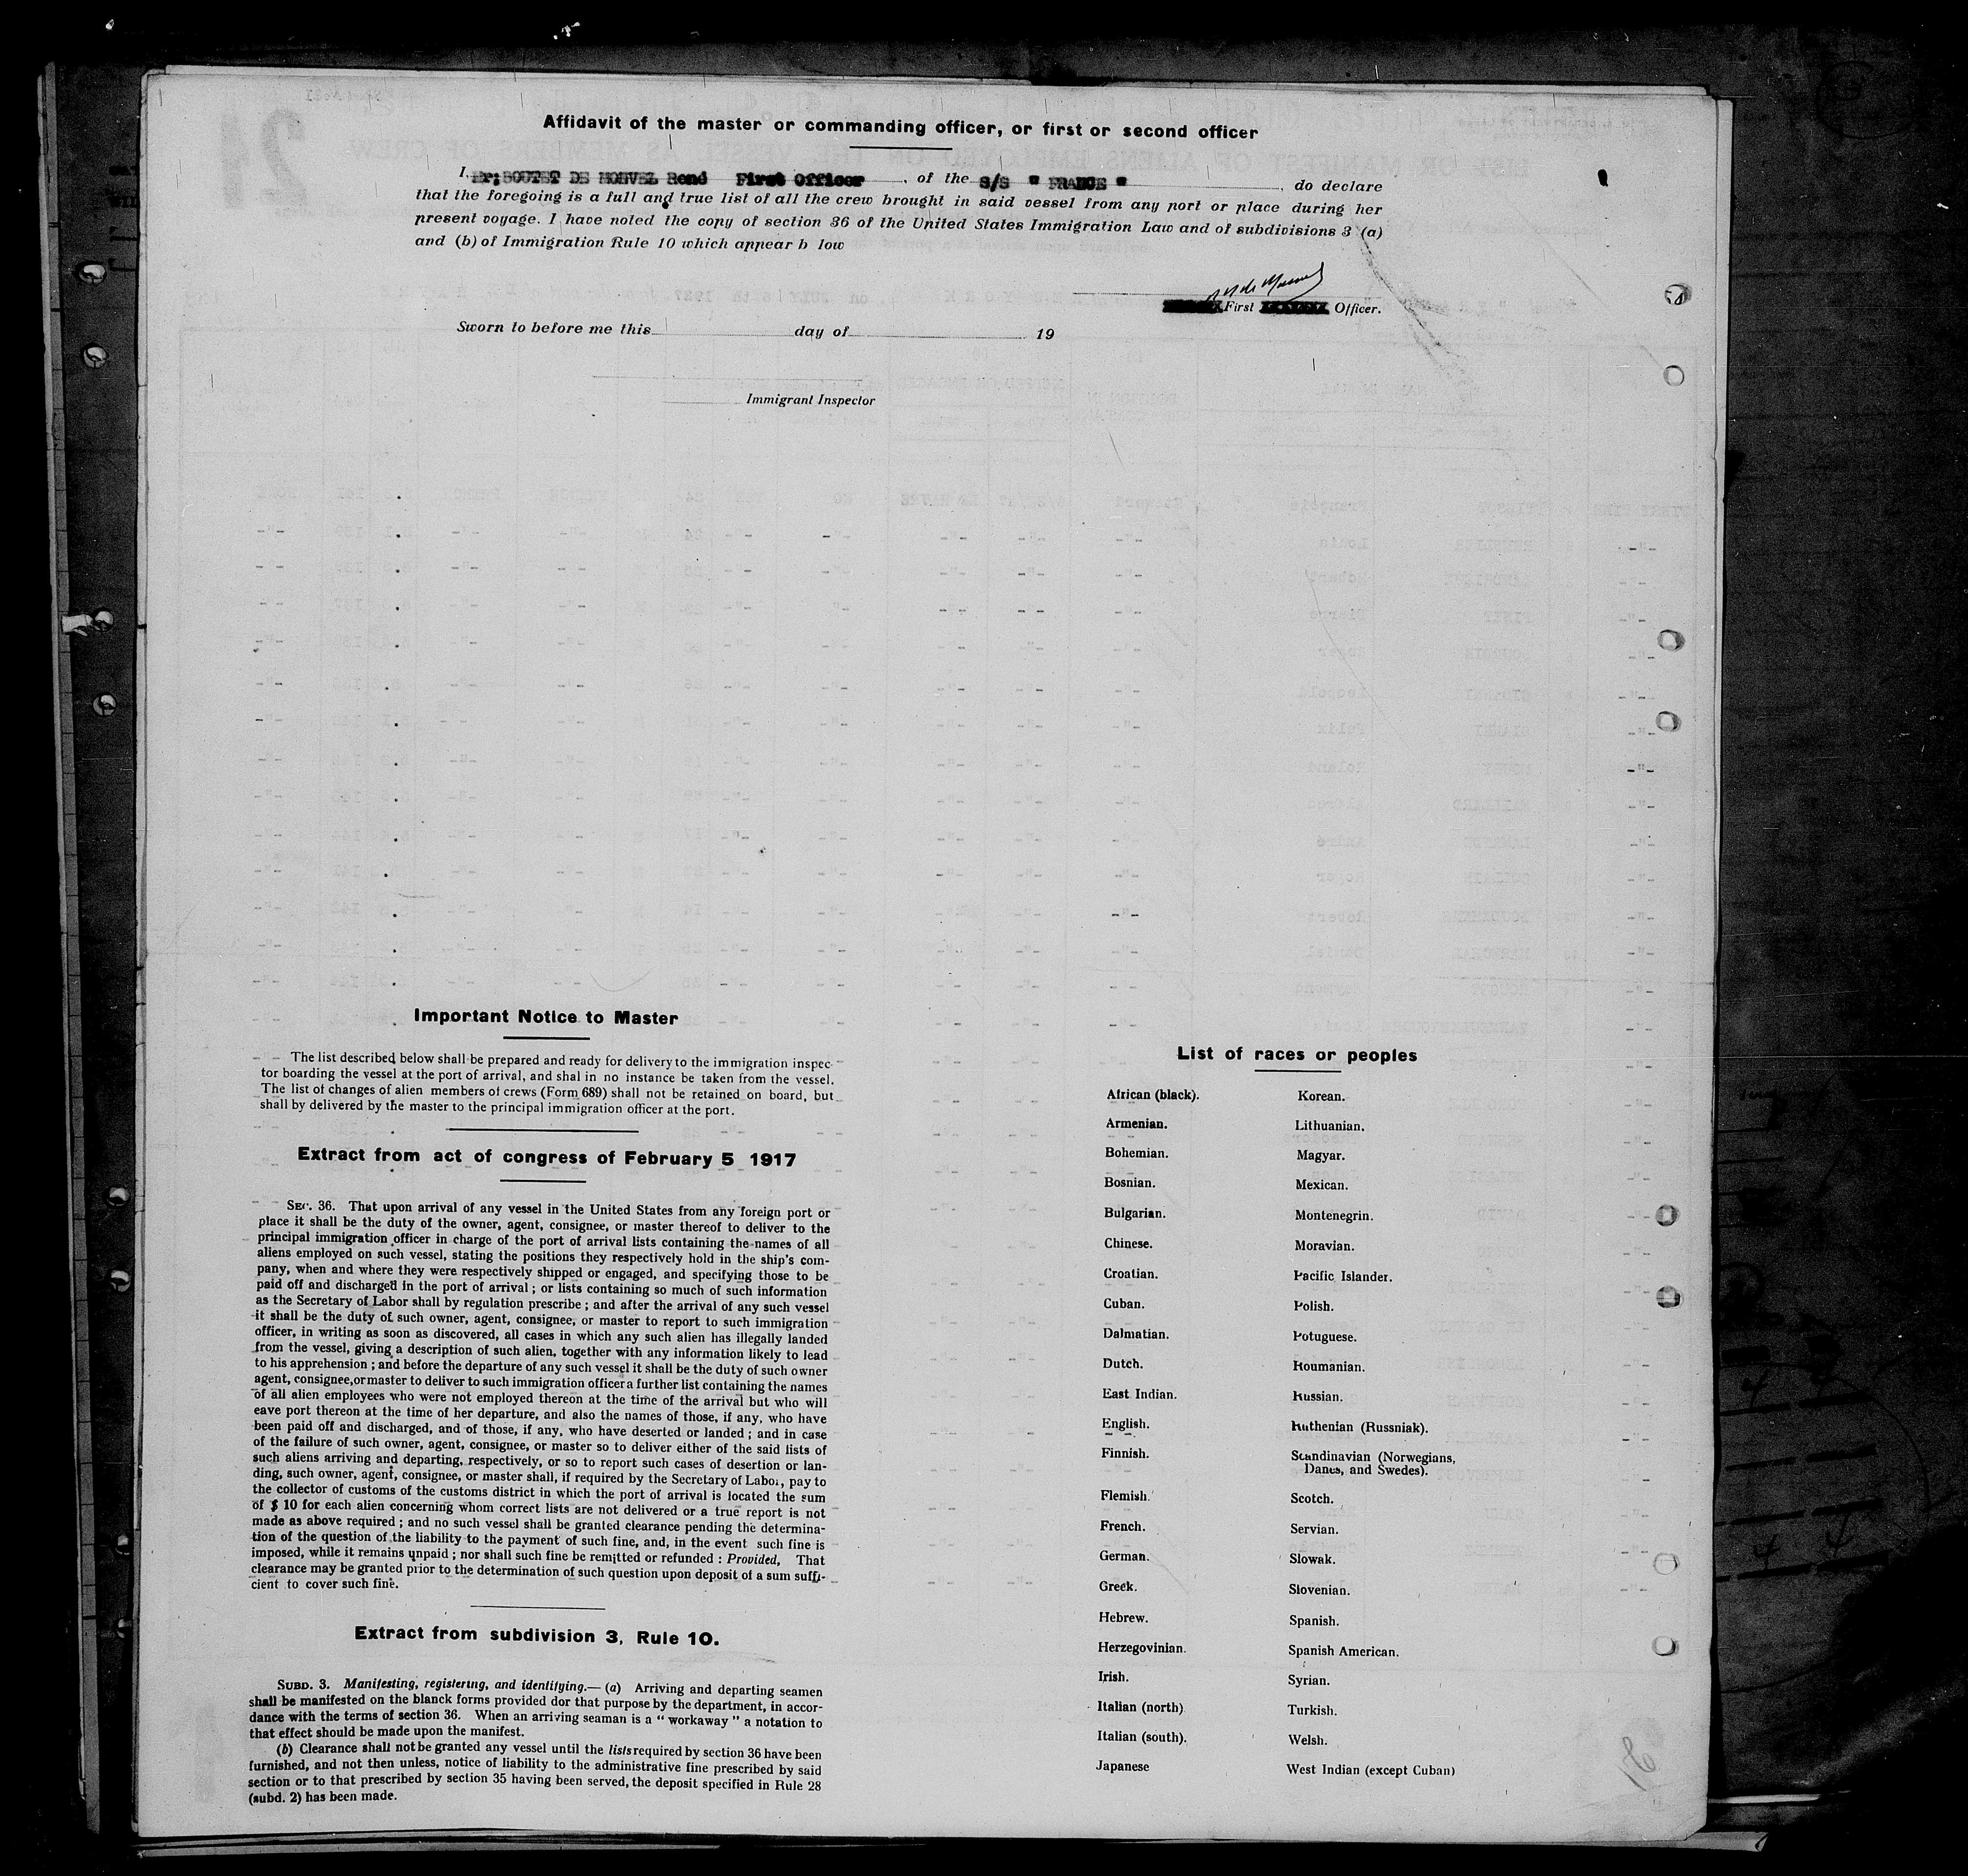 Affidavit of the master or commanding officer, or first or second officer
I, Mr; BOUTET DE MONVEL René First Officer, of the S/S " FRANCE ", do declare
that the foregoing is a full and true list of all the crew brought in said vessel from any port or place during her
present voyage. I have noted the copy of section 36 of the United States Immigration Law and of subdivisions 3 (a)
and (b) of Immigration Rule 10 which appear b low
First Officer.
Sworn to before me this day of 19
Immigrant Inspector
Important Notice to Master
The list described below shall be prepared and ready for delivery to the immigration inspec-
tor boarding the vessel at the port of arrival, and shal in no instance be taken from the vessel.
The list of changes of alien members of crews (Form 689) shall not be retained on board, but
shall by delivered by the master to the principal immigration officer at the port.
Extract from act of congress of February 5 1917
SEC. 36. That upon arrival of any vessel in the United States from any foreign port or
place it shall be the duty of the owner, agent, consignee, or master thereof to deliver to the
principal immigration officer in charge of the port of arrival lists containing the names of all
aliens employed on such vessel, stating the positions they respectively hold in the ship's com-
pany, when and where they were respectively shipped or engaged, and specifying those to be
paid off and discharged in the port of arrival ; or lists containing so much of such information
as the Secretary of Labor shall by regulation prescribe ; and after the arrival of any such vessel
it shall be the duty of such owner, agent, consignee, or master to report to such immigration
officer, in writing as soon as discovered, all cases in which any such alien has illegally landed
from the vessel, giving a description of such alien, together with any information likely to lead
to his apprehension ; and before the departure of any such vessel it shall be the duty of such owner
agent, consignee, or master to deliver to such immigration officer a further list containing the names
of all alien employees who were not employed thereon at the time of the arrival but who will
eave port thereon at the time of her departure, and also the names of those, if any, who have
been paid off and discharged, and of those, if any, who have deserted or landed ; and in case
of the failure of such owner, agent, consignee, or master so to deliver either of the said lists of
such aliens arriving and departing, respectively, or so to report such cases of desertion or lan-
ding, such owner, agent, consignee, or master shall, if required by the Secretary of Labor, pay to
the collector of customs of the customs district in which the port of arrival is located the sum
of $ 10 for each alien concerning whom correct lists are not delivered or a true report is not
made as above required ; and no such vessel shall be granted clearance pending the determina-
tion of the question of the liability to the payment of such fine, and, in the event such fine is
imposed, while it remains unpaid ; nor shall such fine be remitted or refunded : Provided, That
clearance may be granted prior to the determination of such question upon deposit of a sum suffi-
cient to cover such fine.
Extract from subdivision 3, Rule 10.
SUBD. 3. Manifesting, registering, and identifying.— (a) Arriving and departing seamen
shall be manifested on the blanck forms provided dor that purpose by the department, in accor-
dance with the terms of section 36. When an arriving seaman is a " workaway " a notation to
that effect should be made upon the manifest.
(b) Clearance shall not be granted any vessel until the lists required by section 36 have been
furnished, and not then unless, notice of liability to the administrative fine prescribed by said
section or to that prescribed by section 35 having been served, the deposit specified in Rule 28
(subd. 2) has been made.
List of races or peoples
African (black).
Armenian.
Bohemian.
Bosnian.
Bulgarian.
Chinese.
Croatian.
Cuban.
Dalmatian.
Dutch.
East Indian.
English.
Finnish.
Flemish.
French.
German.
Greek.
Hebrew.
Herzegovinian.
Irish.
Italian (north)
Italian (south).
Japanese
Korean.
Lithuanian.
Magyar.
Mexican.
Montenegrin.
Moravian.
Pacific Islander.
Polish.
Potuguese.
Roumanian.
Russian.
Ruthenian (Russniak).
Scandinavian (Norwegians,
Danes, and Swedes).
Scotch.
Servian.
Slowak.
Slovenian.
Spanish.
Spanish American.
Syrian.
Turkish.
Welsh.
West Indian (except Cuban)